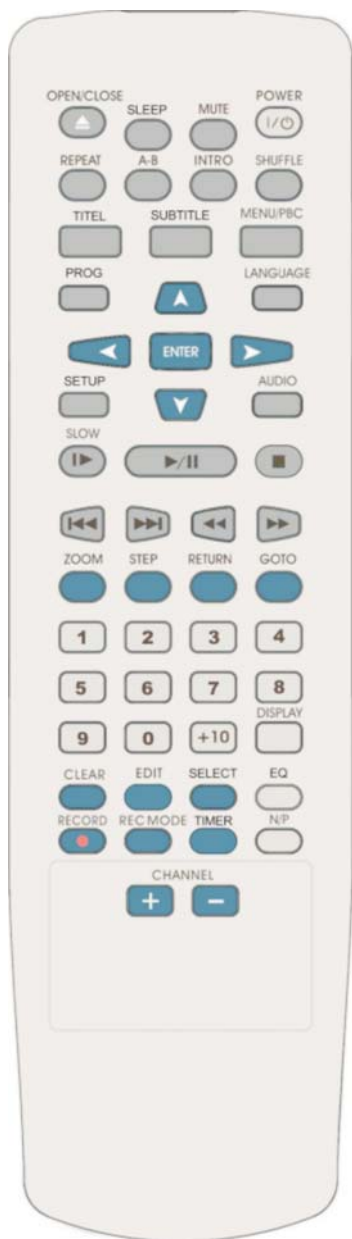 OPEN/CLOSE SLEEP MUTE POWER
I/⏻
REPEAT A-B INTRO SHUFFLE
TITEL SUBTITLE MENU/PBC
PROG LANGUAGE
ENTER
SETUP AUDIO
SLOW
ZOOM STEP RETURN GOTO
1 2 3 4
5 6 7 8
DISPLAY
9 0 +10
CLEAR EDIT SELECT EQ
RECORD REC MODE TIMER N/P
CHANNEL
+ −